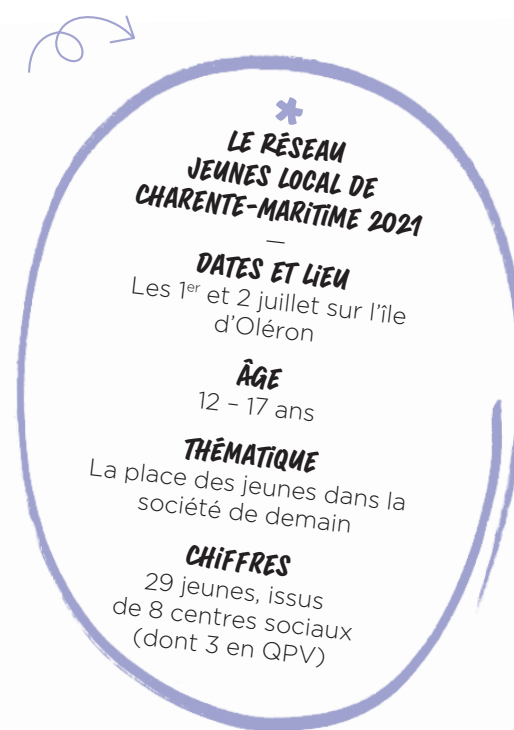 *
LE RÉSEAU
JEUNES LOCAL DE
CHARENTE-MARiTiME 2021
—
DATES ET LiEU
Les 1er et 2 juillet sur l’île
d’Oléron
ÂGE
12 – 17 ans
THÉMATiQUE
La place des jeunes dans la
société de demain
CHiFFRES
29 jeunes, issus
de 8 centres sociaux
(dont 3 en QPV)